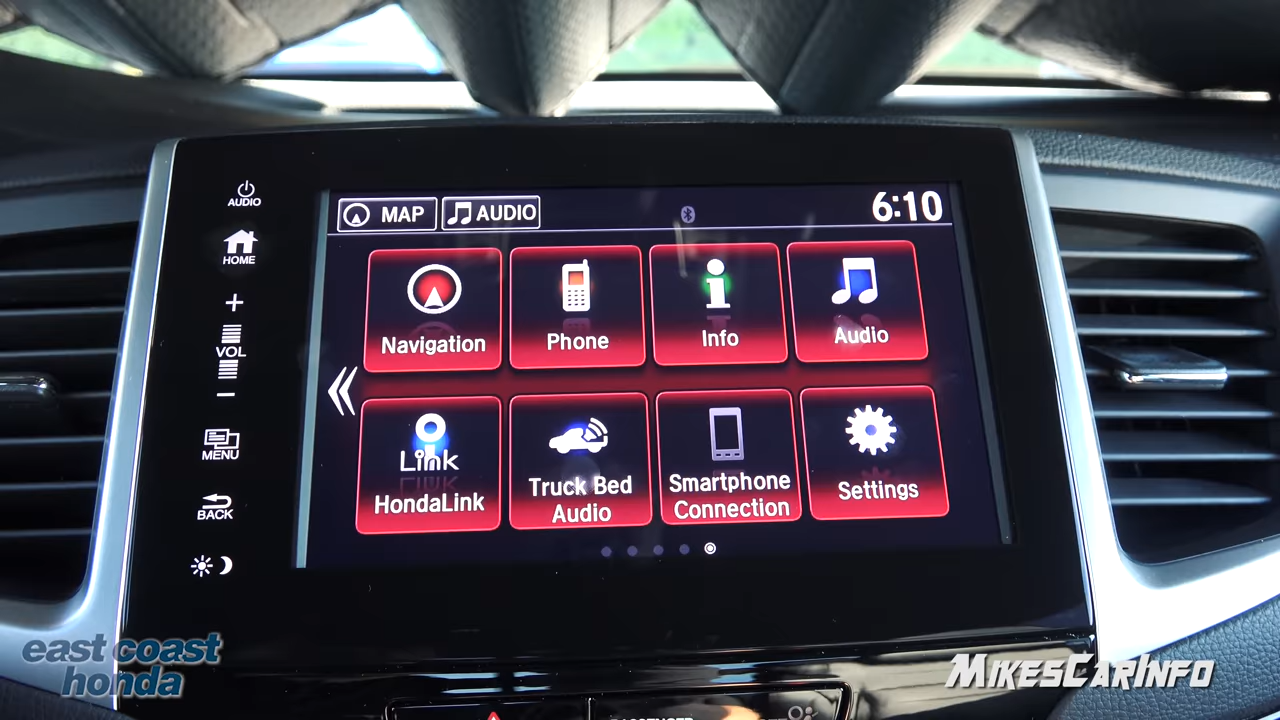 AUDIO
HOME
VOL
MENU
BACK
MAP
AUDIO
6:10
Navigation
Phone
Info
Audio
Link
HondaLink
Truck Bed
Audio
Smartphone
Connection
Settings
east coast
honda
MIKESCARINFO